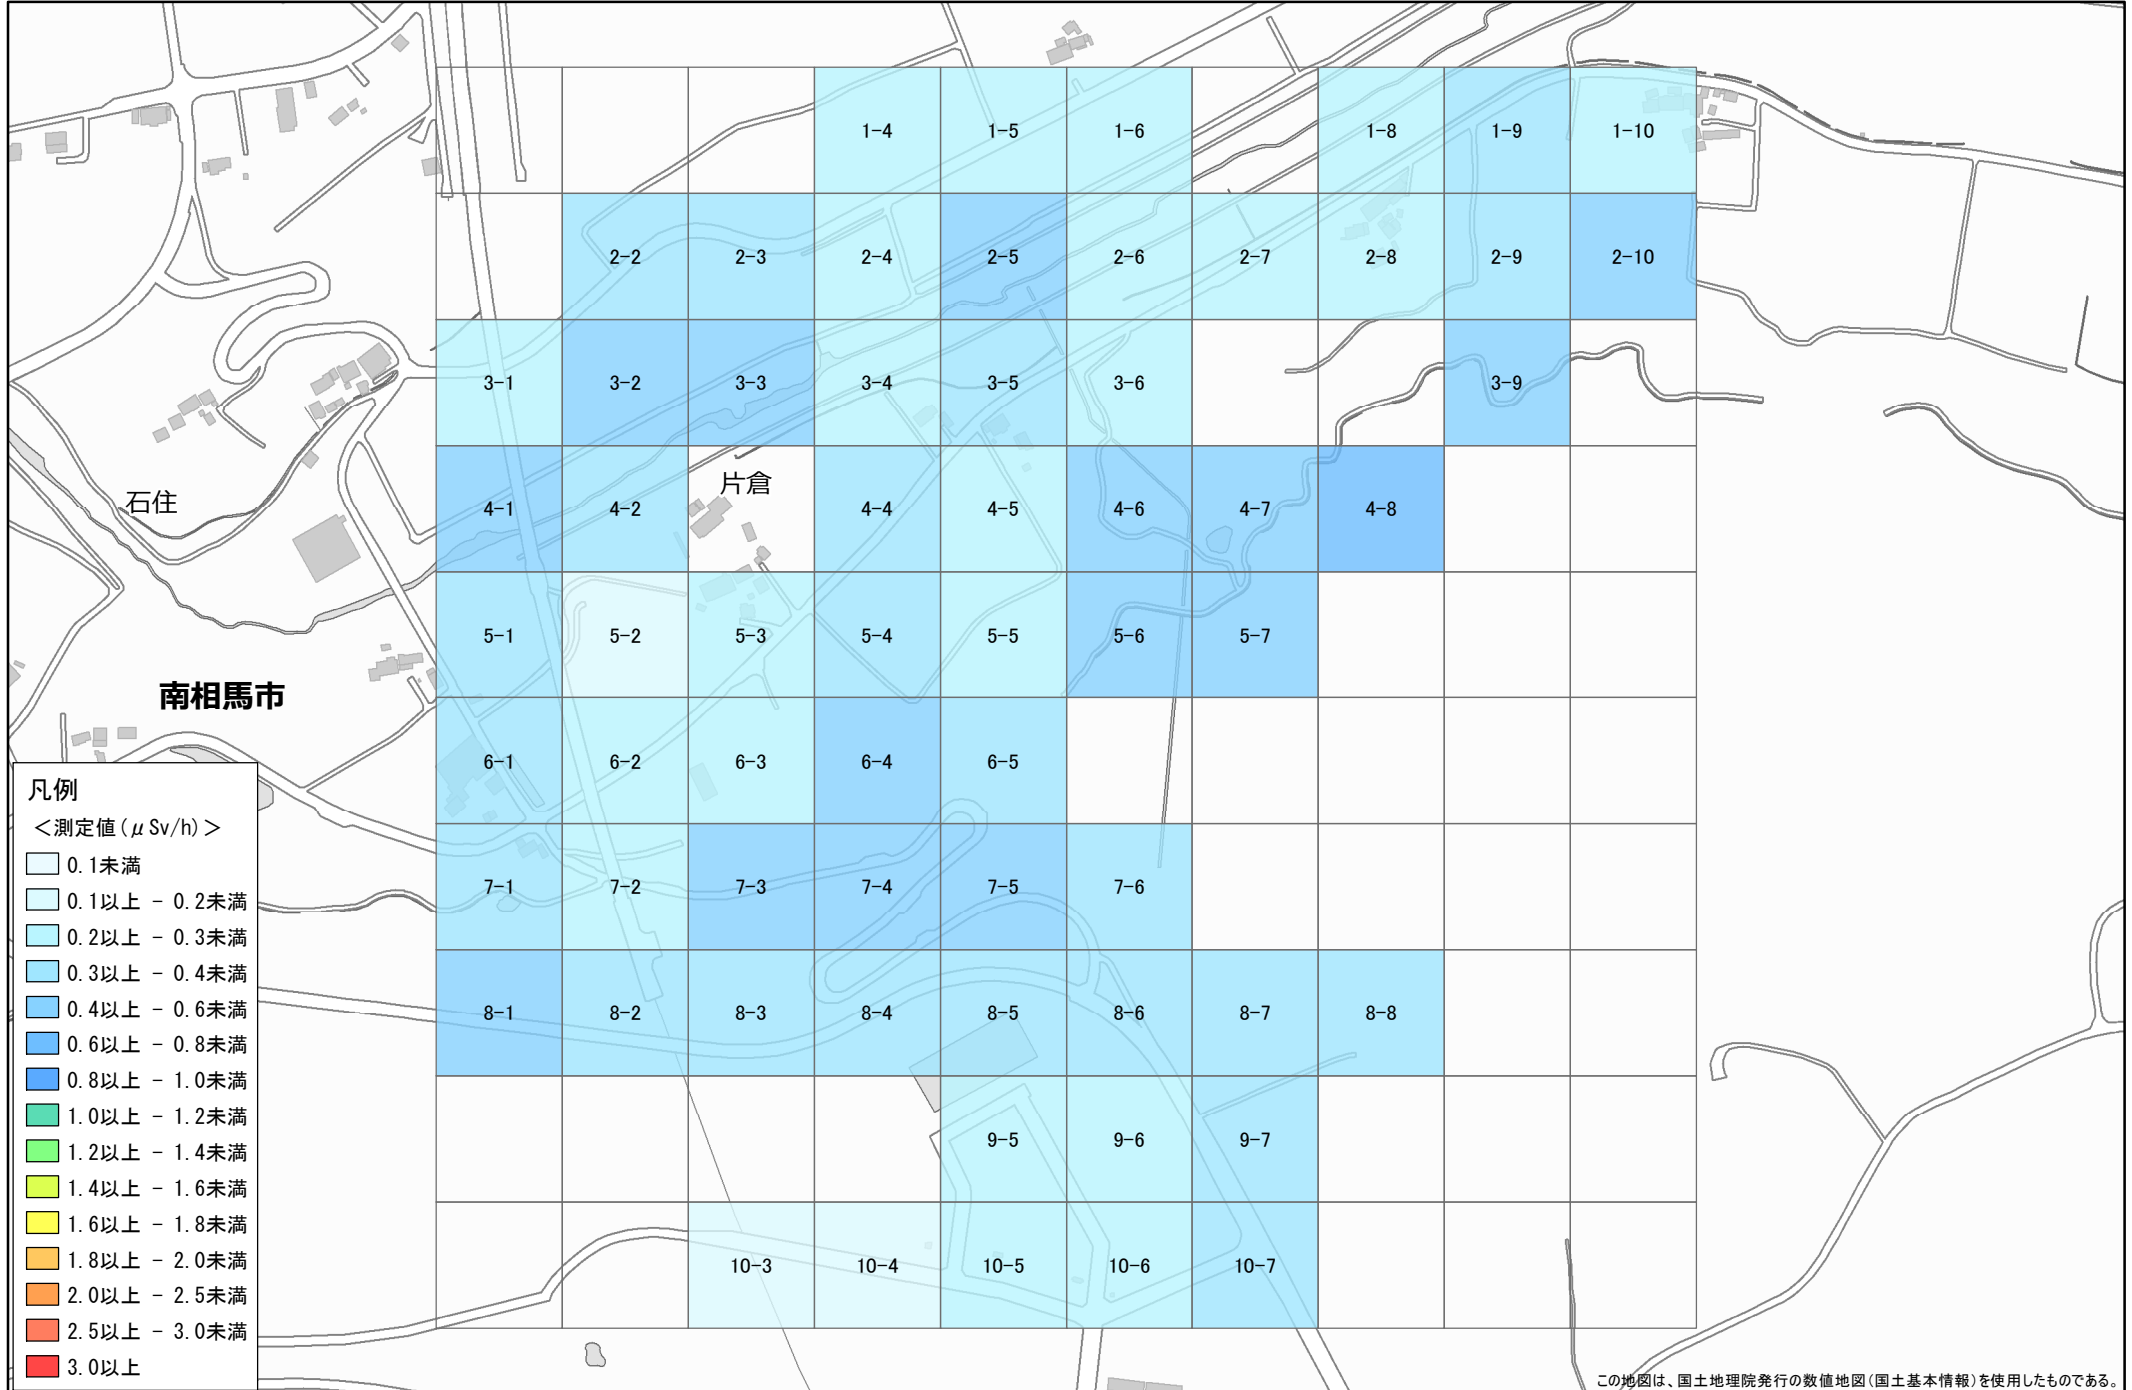 1-4 1-5 1-6 1-8 1-9 1-10
2-2 2-3 2-4 2-5 2-6 2-7 2-8 2-9 2-10
3-1 3-2 3-3 3-4 3-5 3-6 3-9
片倉
石住
4-1 4-2 4-4 4-5 4-6 4-7 4-8
5-1 5-2 5-3 5-4 5-5 5-6 5-7
南相馬市
6-1 6-2 6-3 6-4 6-5
7-1 7-2 7-3 7-4 7-5 7-6
8-1 8-2 8-3 8-4 8-5 8-6 8-7 8-8
9-5 9-6 9-7
10-3 10-4 10-5 10-6 10-7
凡例
＜測定値(μSv/h)＞
0.1未満
0.1以上 - 0.2未満
0.2以上 - 0.3未満
0.3以上 - 0.4未満
0.4以上 - 0.6未満
0.6以上 - 0.8未満
0.8以上 - 1.0未満
1.0以上 - 1.2未満
1.2以上 - 1.4未満
1.4以上 - 1.6未満
1.6以上 - 1.8未満
1.8以上 - 2.0未満
2.0以上 - 2.5未満
2.5以上 - 3.0未満
3.0以上
この地図は、国土地理院発行の数値地図(国土基本情報)を使用したものである。